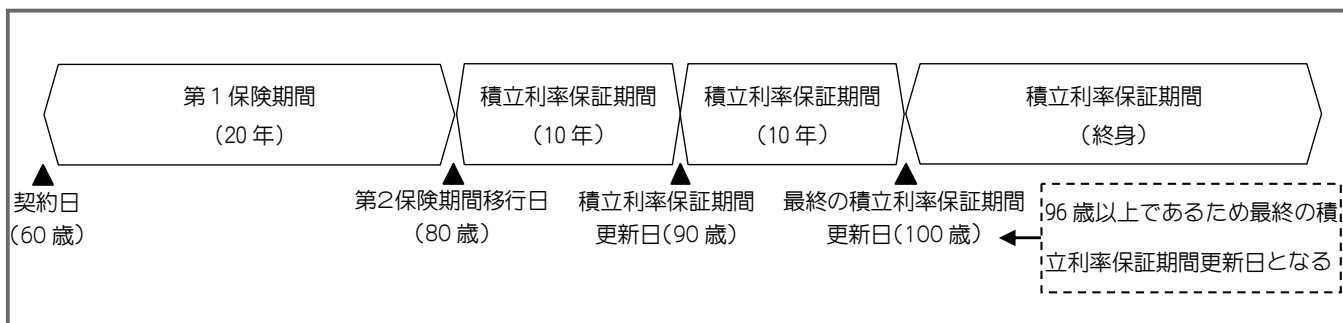 第１保険期間
（20 年）
積立利率保証期間
（10 年）
積立利率保証期間
（10 年）
積立利率保証期間
（終身）
契約日
（60 歳）
第2保険期間移行日
（80 歳）
積立利率保証期間
更新日（90 歳）
最終の積立利率保証期間
更新日（100 歳）
96 歳以上であるため最終の積
立利率保証期間更新日となる